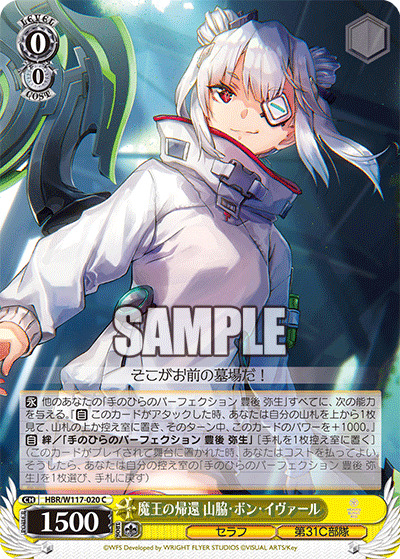 LEVEL
0
0
COST
SAMPLE
そこがお前の墓場だ！
永 他のあなたの「手のひらのパーフェクション 豊後 弥生」すべてに、次の能力
を与える。『自 このカードがアタックした時、あなたは自分の山札を上から1枚
見て、山札の上か控え室に置き、そのターン中、このカードのパワーを＋1000。』
自 絆／「手のひらのパーフェクション 豊後 弥生」 ［手札を1枚控え室に置く］
（このカードがプレイされて舞台に置かれた時、あなたはコストを払ってよい
そうしたら、あなたは自分の控え室の「手のひらのパーフェクション 豊後 弥
生」を1枚選び、手札に戻す）
CH HBR/W117-020 C
1500
魔王の帰還 山脇・ボン・イヴァール
セラフ
第31C部隊
©WFS Developed by WRIGHT FLYER STUDIOS ©VISUAL ARTS/Key